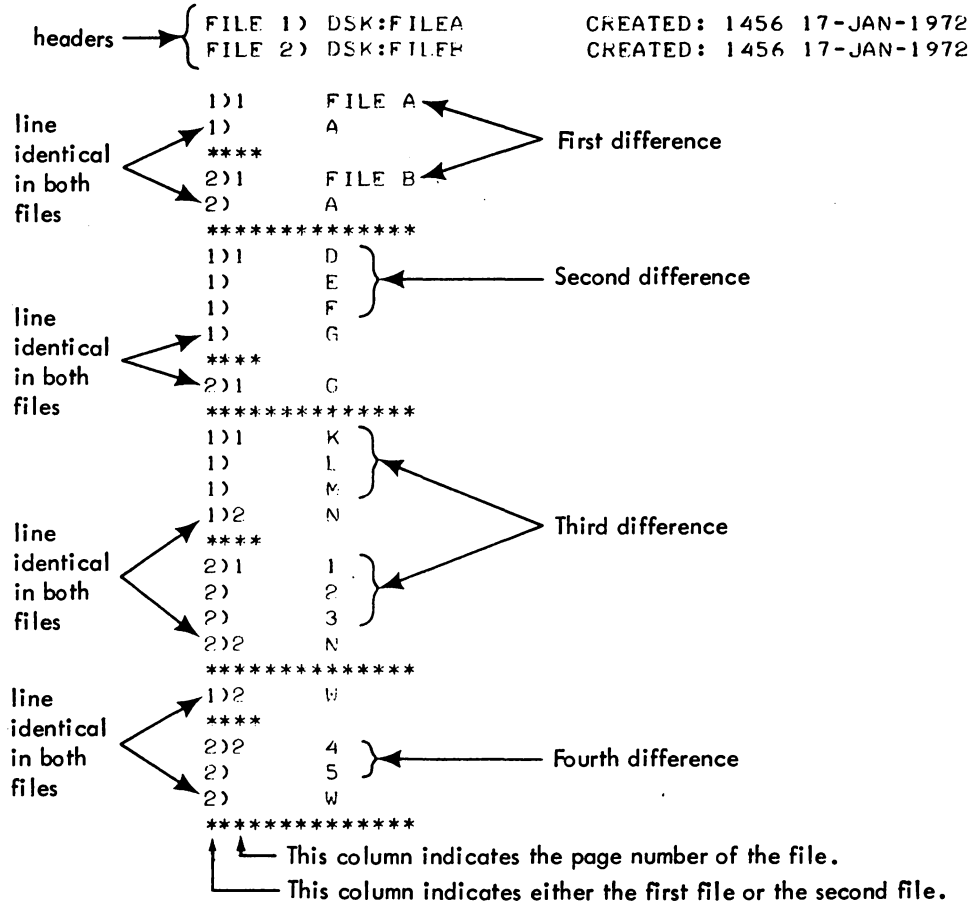 headers
FILE 1) DSK:FILEA CREATED: 1456 17-JAN-1972
FILE 2) DSK:FILEB CREATED: 1456 17-JAN-1972
line
identical
in both
files
1)1 FILE A
1) A
****
2)1 FILE B
2) A
**************
First difference
1)1 D
1) E
1) F
1) G
****
2)1 G
**************
Second difference
line
identical
in both
files
1)1 K
1) L
1) M
1)2 N
****
2)1 1
2) 2
2) 3
2)2 N
**************
Third difference
line
identical
in both
files
1)2 W
****
2)2 4
2) 5
2) W
**************
Fourth difference
line
identical
in both
files
This column indicates the page number of the file.
This column indicates either the first file or the second file.